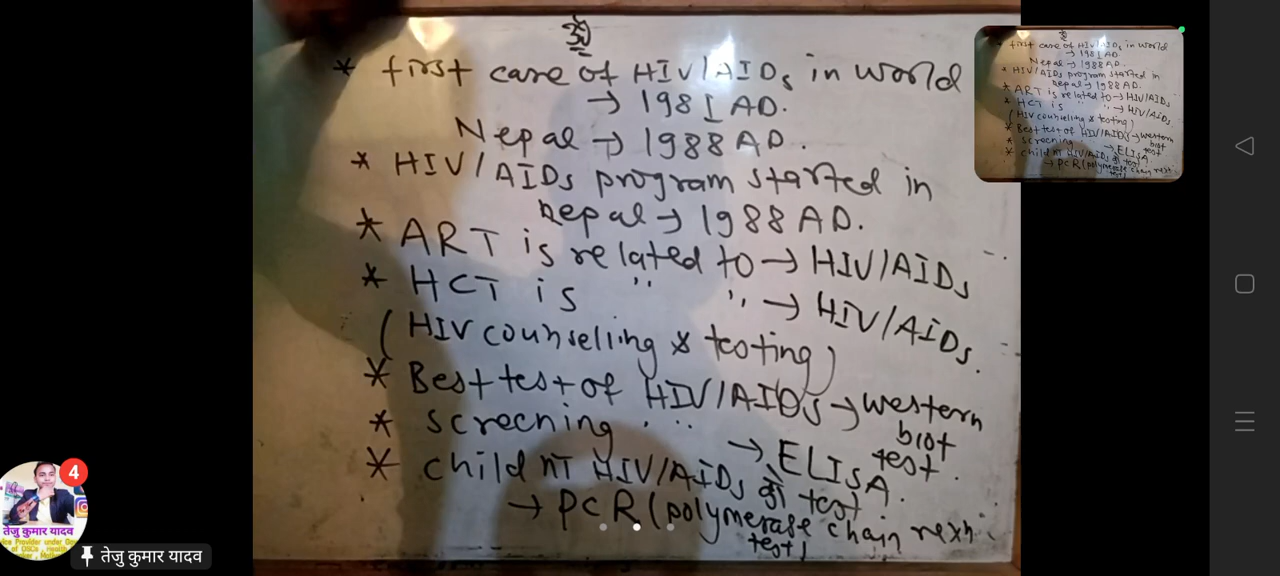 ॐ
* first case of HIV/AIDs in world
→ 1981 AD.
Nepal → 1988 AD.
* HIV/AIDs program started in
Nepal → 1988 AD.
* ART is related to → HIV/AIDs
* HCT is " " → HIV/AIDs.
(HIV counselling & testing)
* Best test of HIV/AIDs → western
blot
test.
* screening " → ELISA.
* child मा HIV/AIDs को test
→ PCR (polymerase chain
test)
4
तेजु कुमार यादव
तेजु कुमार यादव